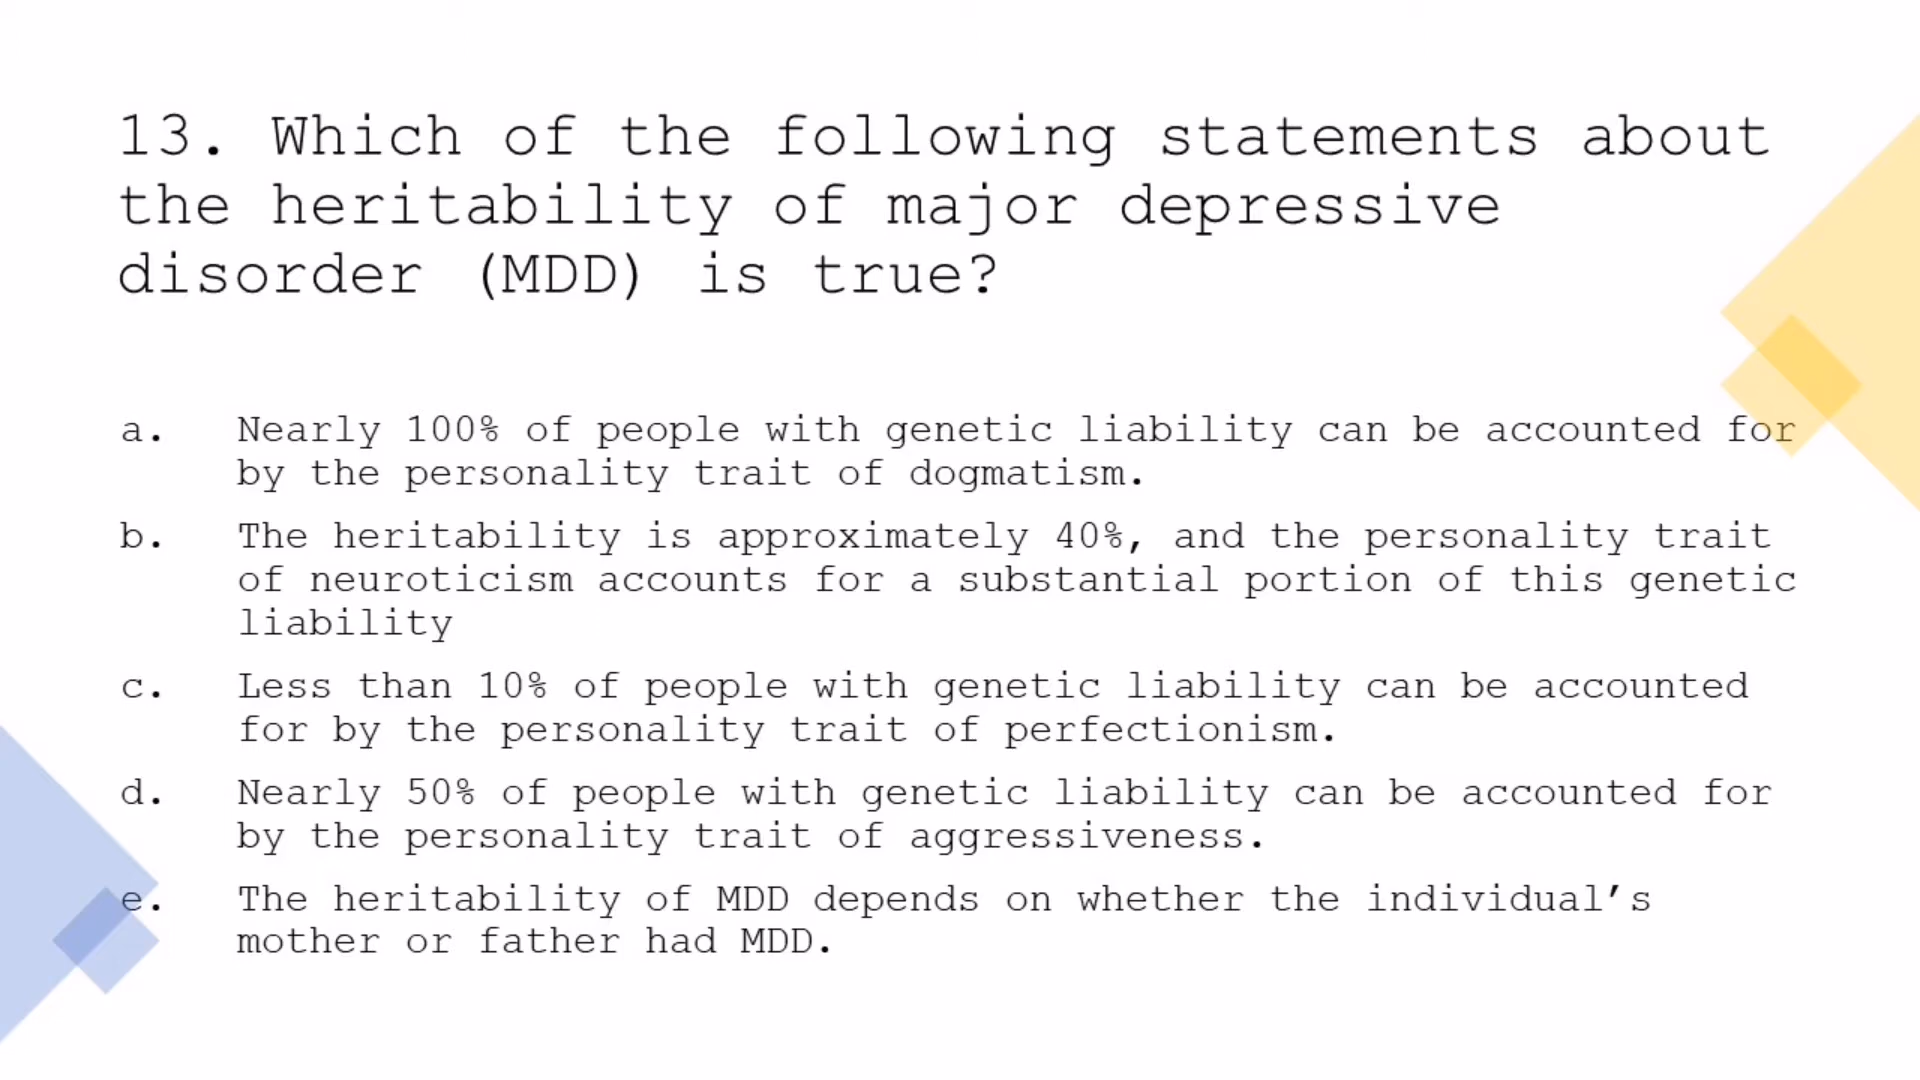 13. Which of the following statements about
the heritability of major depressive
disorder (MDD) is true?
a. Nearly 100% of people with genetic liability can be accounted for
by the personality trait of dogmatism.
b. The heritability is approximately 40%, and the personality trait
of neuroticism accounts for a substantial portion of this genetic
liability
c. Less than 10% of people with genetic liability can be accounted
for by the personality trait of perfectionism.
d. Nearly 50% of people with genetic liability can be accounted for
by the personality trait of aggressiveness.
e. The heritability of MDD depends on whether the individual’s
mother or father had MDD.